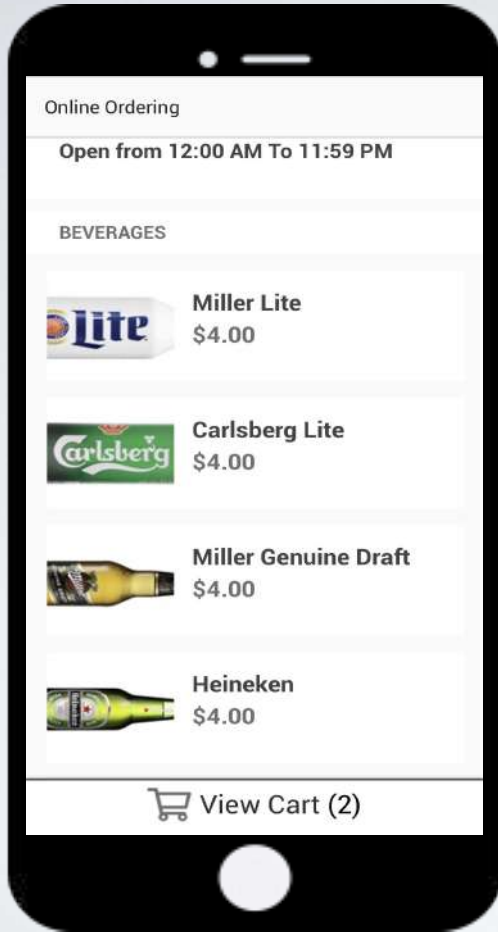 Online Ordering
Open from 12:00 AM To 11:59 PM
BEVERAGES
Lite
Miller Lite
$4.00
Carlsberg
Carlsberg Lite
$4.00
Miller Genuine Draft
$4.00
Heineken
Heineken
$4.00
View Cart (2)